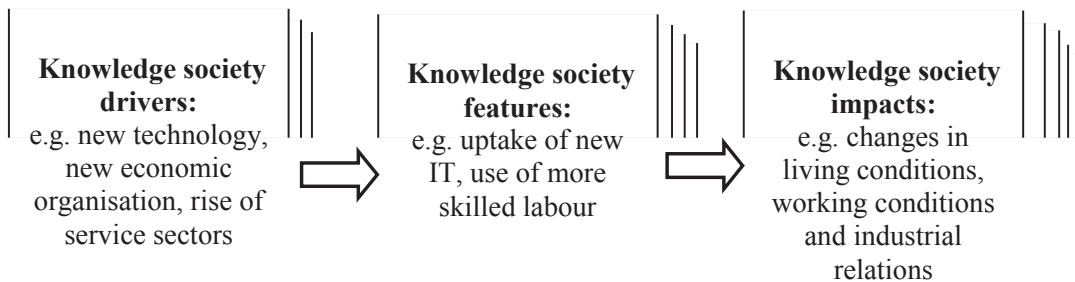 Knowledge society
drivers:
e.g. new technology,
new economic
organisation, rise of
service sectors
Knowledge society
features:
e.g. uptake of new
IT, use of more
skilled labour
Knowledge society
impacts:
e.g. changes in
living conditions,
working conditions
and industrial
relations